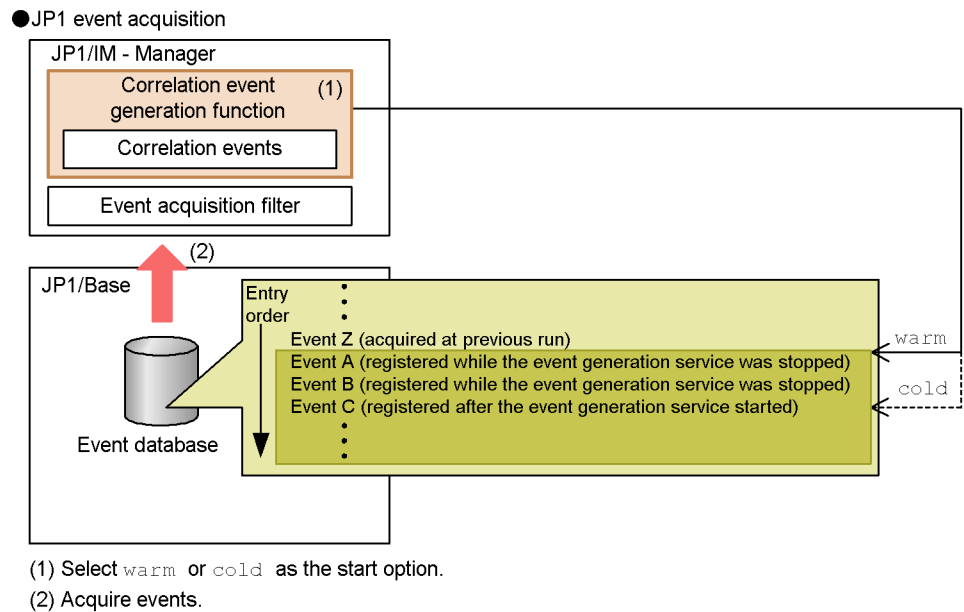 ●JP1 event acquisition
JP1/IM - Manager
Correlation event
generation function
(1)
Correlation events
Event acquisition filter
(2)
JP1/Base
Entry
order
Event Z (acquired at previous run)
Event A (registered while the event generation service was stopped)
Event B (registered while the event generation service was stopped)
Event C (registered after the event generation service started)
warm
cold
Event database
(1) Select warm or cold as the start option.
(2) Acquire events.